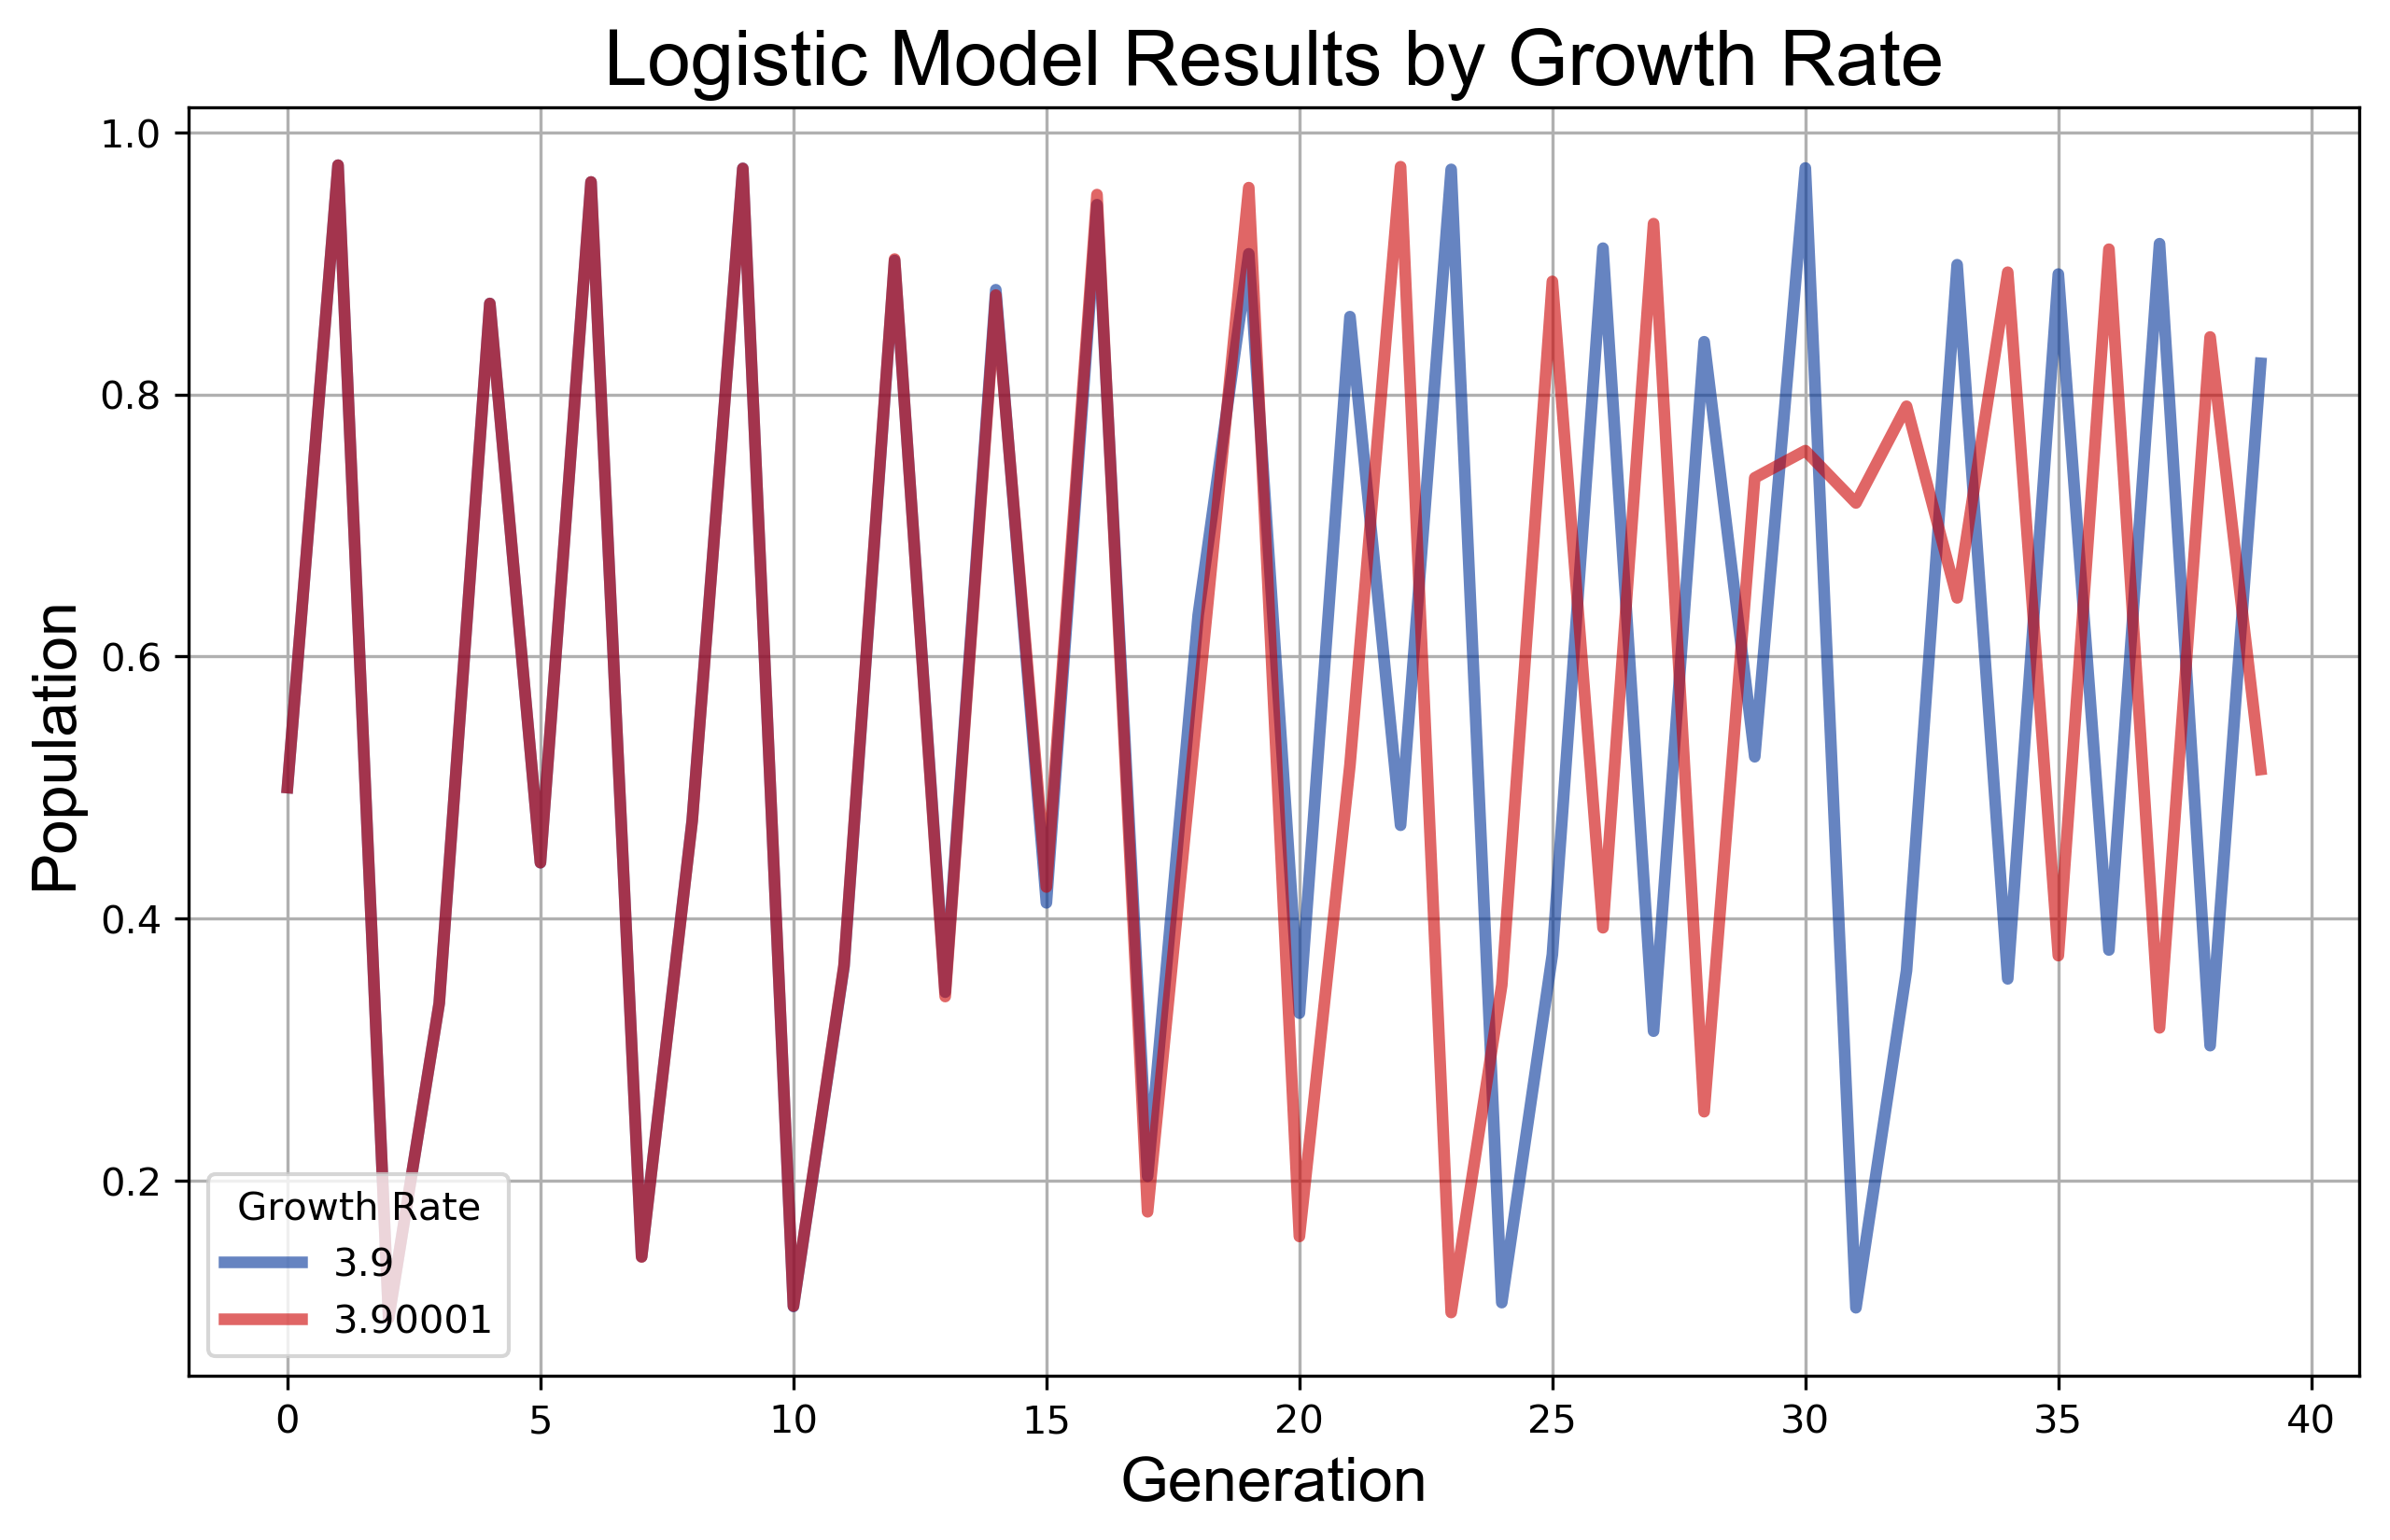 Logistic Model Results by Growth Rate
Population
1.0
0.8
0.6
0.4
0.2
Growth Rate
3.9
3.90001
0 5 10 15 20 25 30 35 40
Generation